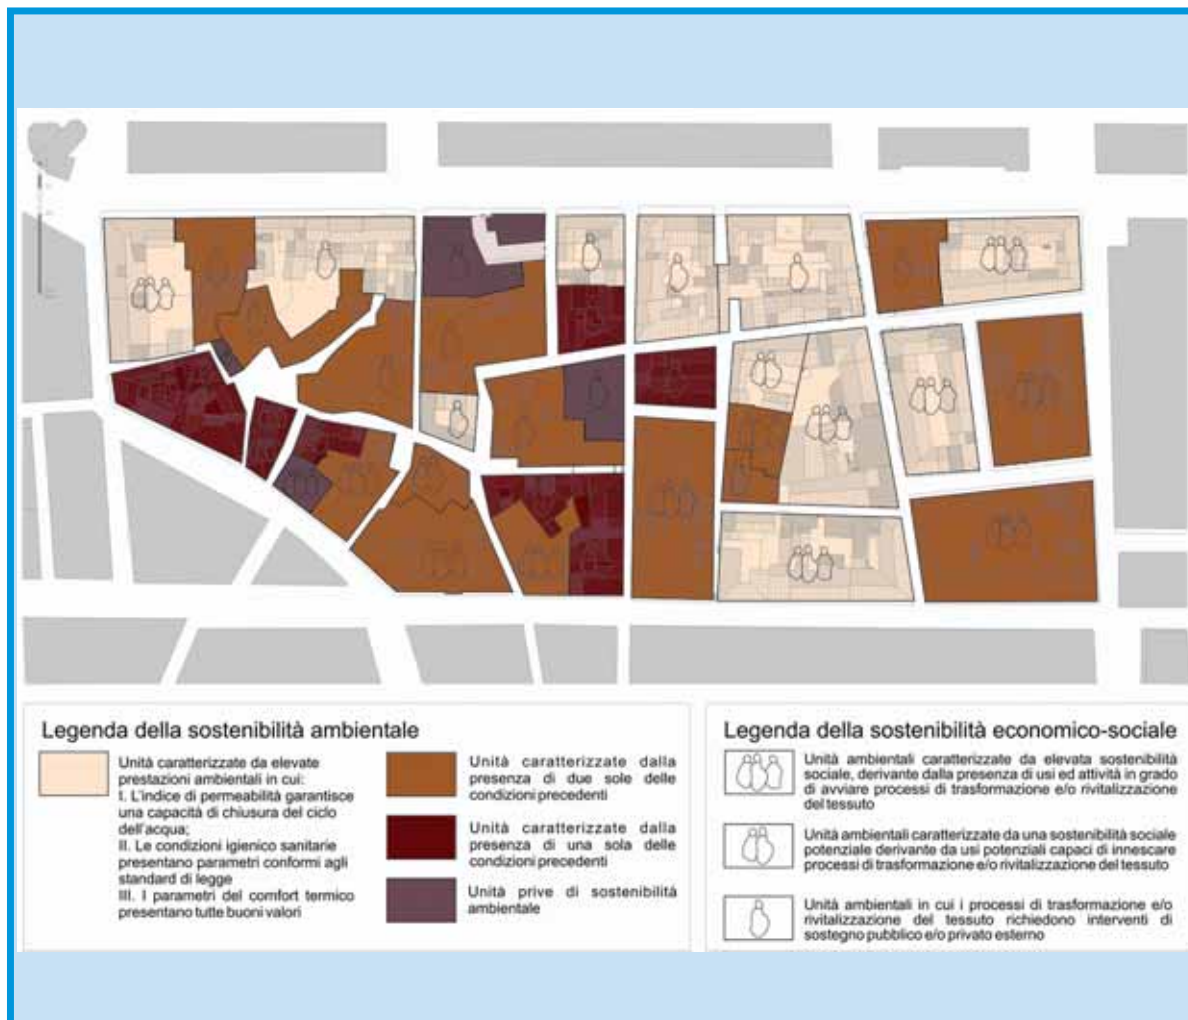 Legenda della sostenibilità ambientale
Unità caratterizzate da elevate
prestazioni ambientali in cui:
I. L'indice di permeabilità garantisce
una capacità di chiusura del ciclo
dell'acqua;
II. Le condizioni igienico sanitarie
presentano parametri conformi agli
standard di legge
III. I parametri del comfort termico
presentano tutte buoni valori
Unità caratterizzate dalla
presenza di due sole delle
condizioni precedenti
Unità caratterizzate dalla
presenza di una sola delle
condizioni precedenti
Unità prive di sostenibilità
ambientale
Legenda della sostenibilità economico-sociale
Unità ambientali caratterizzate da elevata sostenibilità
sociale, derivante dalla presenza di usi ed attività in grado
di avviare processi di trasformazione e/o rivitalizzazione
del tessuto
Unità ambientali caratterizzate da una sostenibilità sociale
potenziale derivante da usi potenziali capaci di innescare
processi di trasformazione e/o rivitalizzazione del tessuto
Unità ambientali in cui i processi di trasformazione e/o
rivitalizzazione del tessuto richiedono interventi di
sostegno pubblico e/o privato esterno